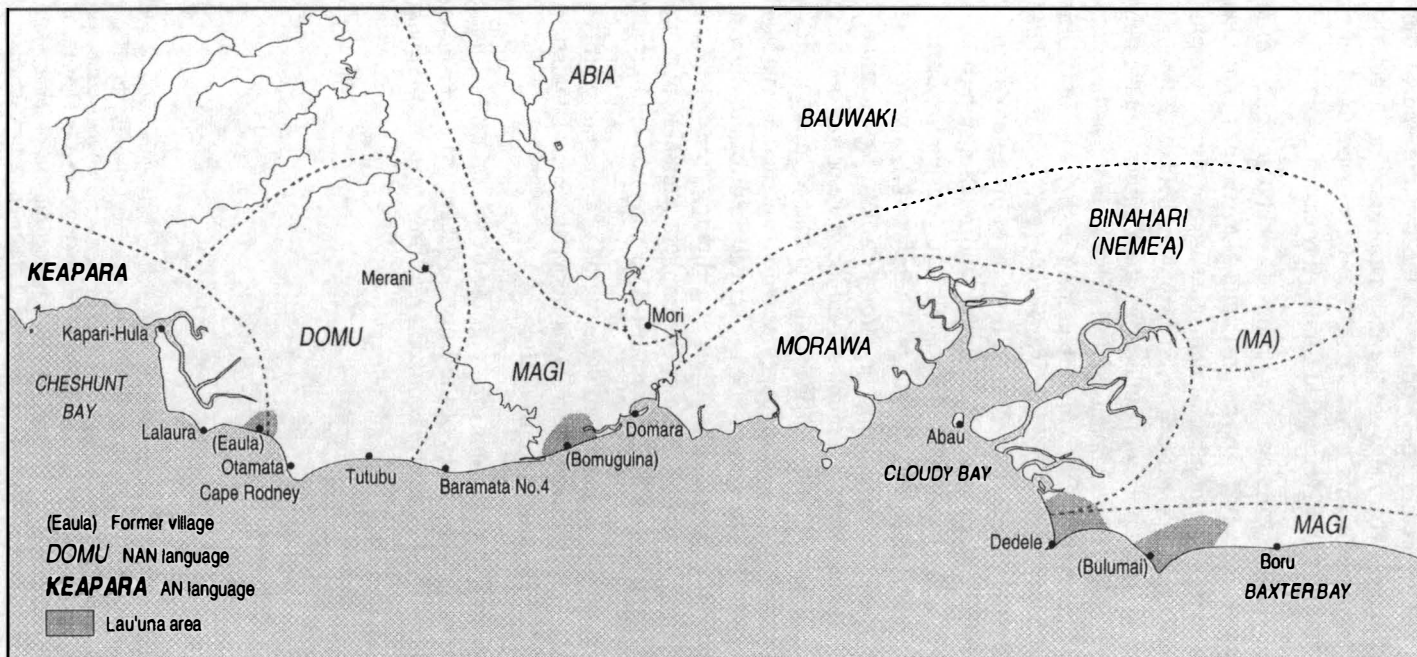 ABIA
BAUWAKI
BINAHARI
(NEME'A)
KEAPARA
Merani
Kapari-Hula
Mori
DOMU
MORAWA
(MA)
MAGI
CHESHUNT
BAY
Lalaura
(Eaula)
Domara
Abau
Otamata
(Bomuguina)
Tutubu
CLOUDY BAY
Cape Rodney
Baramata No.4
(Eaula) Former village
MAGI
Dedele
DOMU NAN language
(Bulumai)
Boru
KEAPARA AN language
BAXTER BAY
Lau'una area